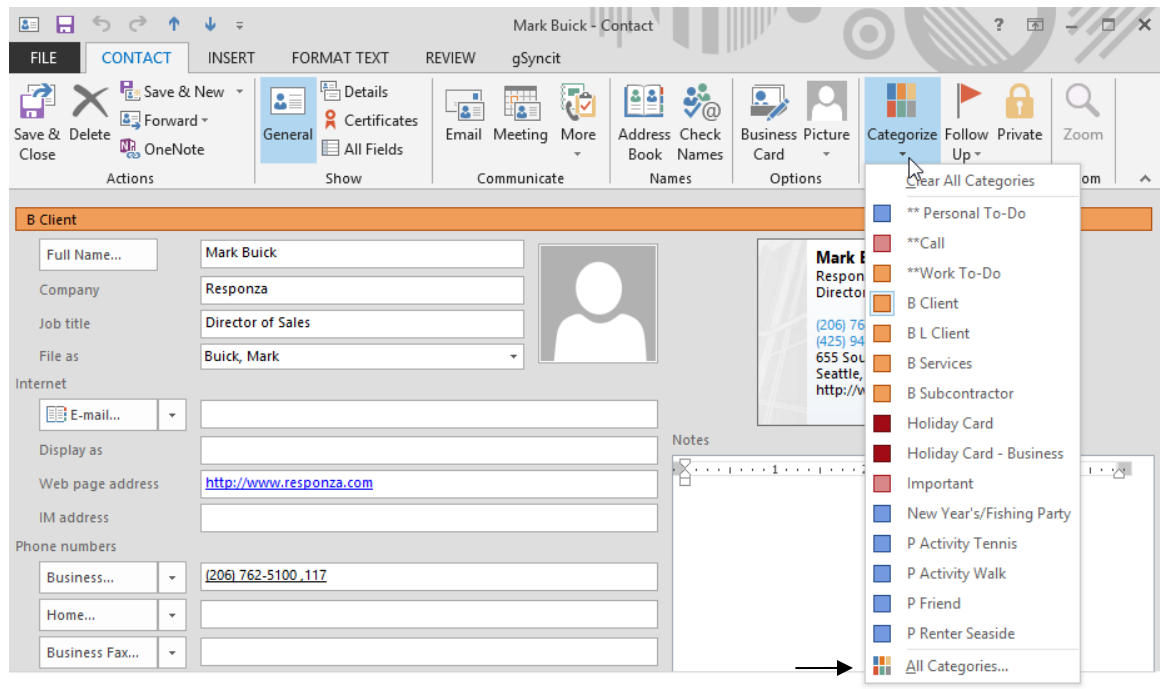 Mark Buick - Contact
?
FILE CONTACT INSERT FORMAT TEXT REVIEW gSyncit
Save & Close
Delete
Save & New
Forward
OneNote
Actions
General
Details
Certificates
All Fields
Show
Email
Meeting
More
Communicate
Address Book
Check Names
Names
Business Card
Picture
Options
Categorize
Follow Up
Private
Zoom
om
Clear All Categories
** Personal To-Do
**Call
**Work To-Do
B Client
B L Client
B Services
B Subcontractor
Holiday Card
Holiday Card - Business
Important
New Year's/Fishing Party
P Activity Tennis
P Activity Walk
P Friend
P Renter Seaside
All Categories...
B Client
Full Name... Mark Buick
Company Responza
Job title Director of Sales
File as Buick, Mark
Internet
E-mail...
Display as
Web page address http://www.responza.com
IM address
Phone numbers
Business... (206) 762-5100 ,117
Home...
Business Fax...
Mark
Respon
Director
(206) 76
(425) 94
655 Sou
Seattle,
http://w
Notes
1